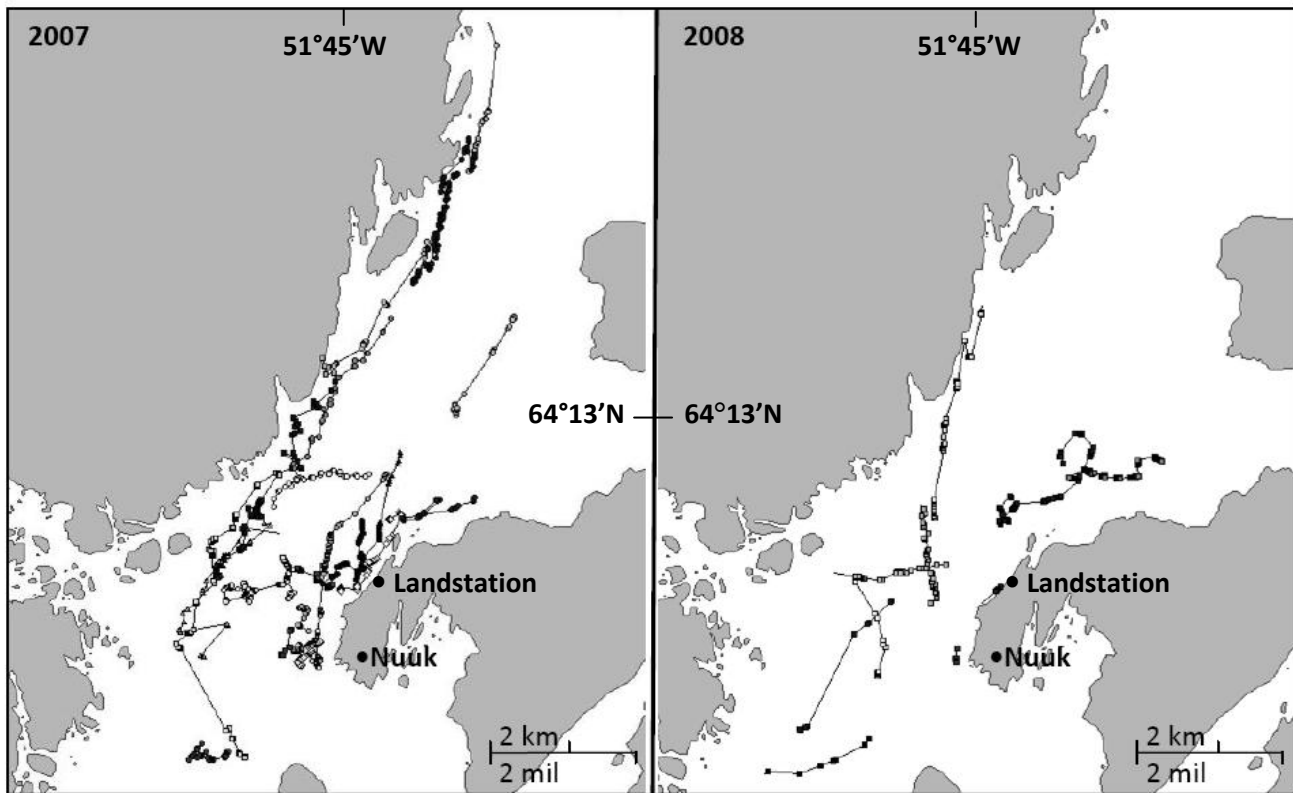 2007
51°45’W
2008
51°45’W
64°13’N
64°13’N
Landstation
Nuuk
Landstation
Nuuk
2 km
2 mil
2 km
2 mil